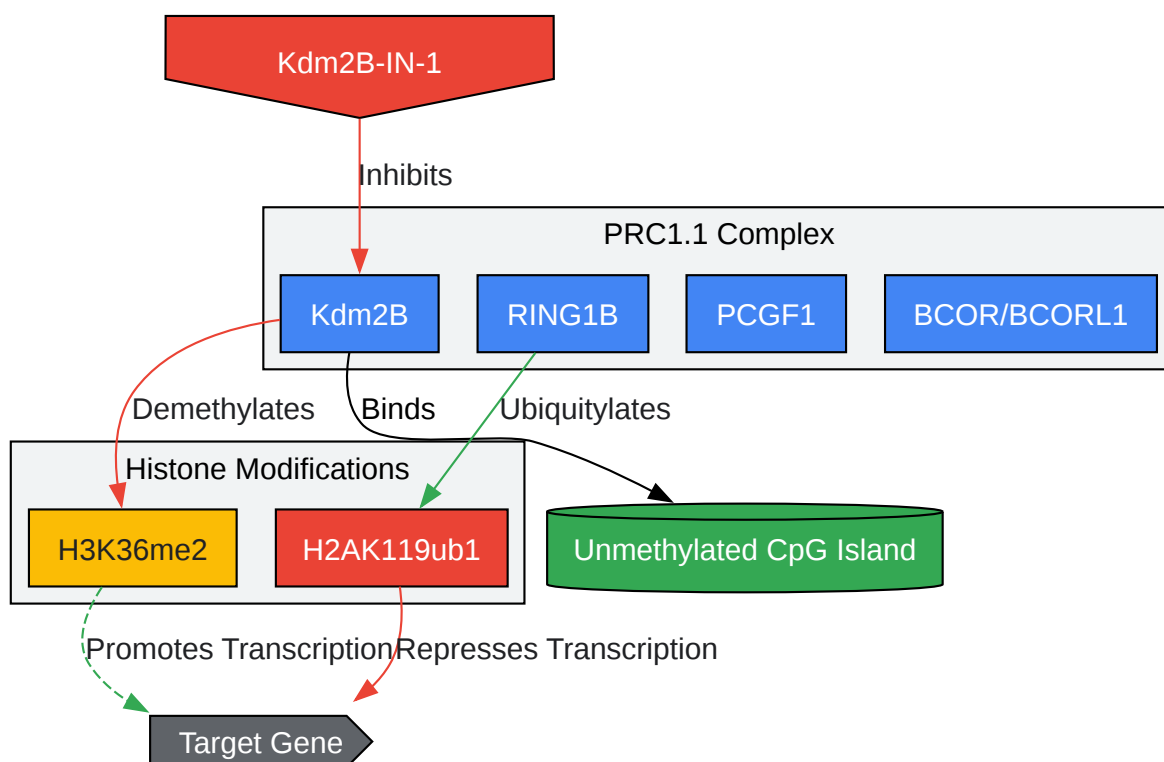 Kdm2B-IN-1
Inhibits
PRC1.1 Complex
Kdm2B
RING1B
PCGF1
BCOR/BCORL1
Demethylates
Binds
Ubiquitylates
Histone Modifications
H3K36me2
H2AK119ub1
Unmethylated CpG Island
Promotes Transcription
Represses Transcription
Target Gene